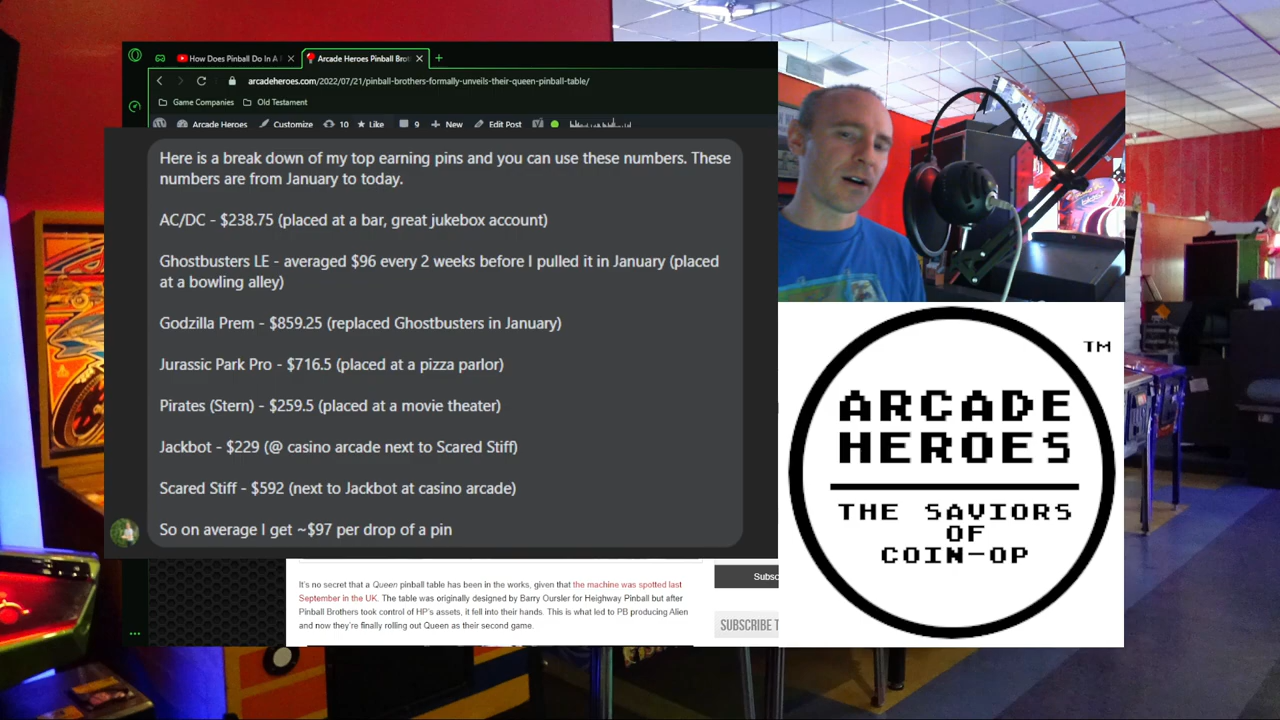 How Does Pinball Do In A
Arcade Heroes Pinball Bro
arcadeheroes.com/2022/07/21/pinball-brothers-formally-unveils-their-queen-pinball-table/
Game Companies
Old Testament
Arcade Heroes
Customize
10
Like
9
New
Edit Post
Here is a break down of my top earning pins and you can use these numbers. These
numbers are from January to today.
AC/DC - $238.75 (placed at a bar, great jukebox account)
Ghostbusters LE - averaged $96 every 2 weeks before I pulled it in January (placed
at a bowling alley)
Godzilla Prem - $859.25 (replaced Ghostbusters in January)
Jurassic Park Pro - $716.5 (placed at a pizza parlor)
Pirates (Stern) - $259.5 (placed at a movie theater)
Jackbot - $229 (@ casino arcade next to Scared Stiff)
Scared Stiff - $592 (next to Jackbot at casino arcade)
So on average I get ~$97 per drop of a pin
It's no secret that a Queen pinball table has been in the works, given that the machine was spotted last
September in the UK. The table was originally designed by Barry Oursler for Heighway Pinball but after
Pinball Brothers took control of HP's assets, it fell into their hands. This is what led to PB producing Alien
and now they're finally rolling out Queen as their second game.
Subsc
SUBSCRIBE T
TM
ARCADE
HEROES
THE SAVIORS
OF
COIN-OP